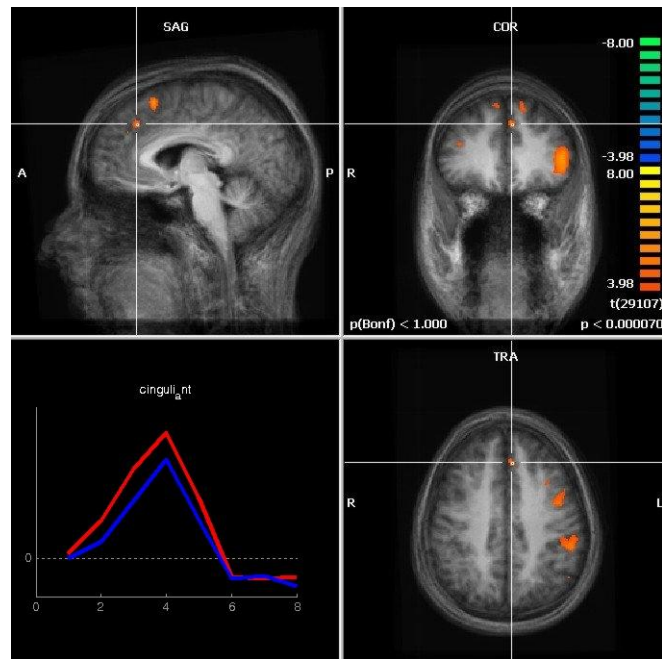 SAG
A
P
COR
R
-8.00
-3.98
8.00
3.98
t(29107)
p(Bonf) < 1.000
p < 0.000070
cinguli_ant
0
0
2
4
6
8
TRA
R
L